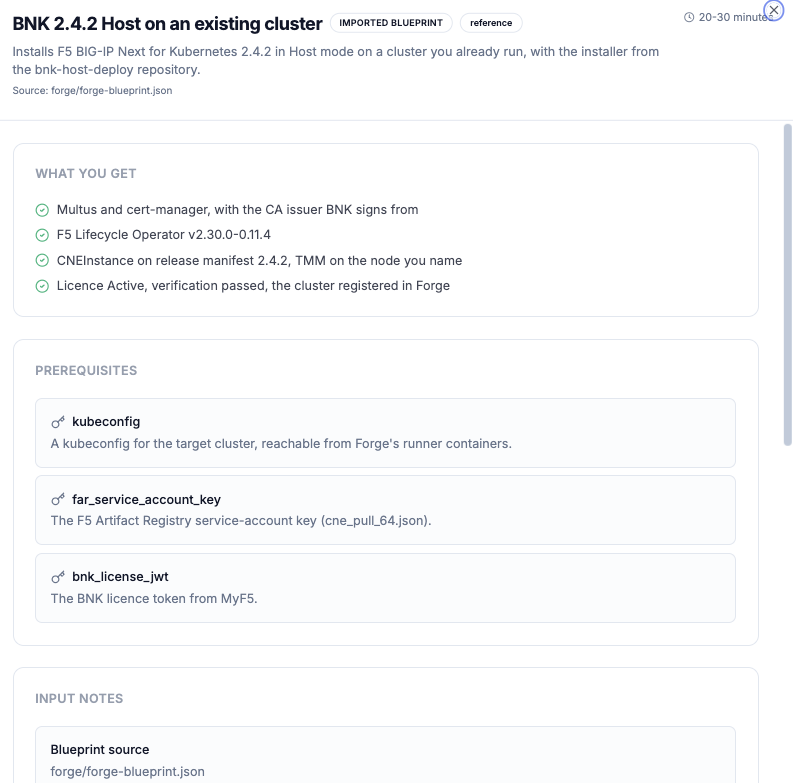 BNK 2.4.2 Host on an existing cluster
IMPORTED BLUEPRINT
reference
20-30 minutes
Installs F5 BIG-IP Next for Kubernetes 2.4.2 in Host mode on a cluster you already run, with the installer from
the bnk-host-deploy repository.
Source: forge/forge-blueprint.json
WHAT YOU GET
Multus and cert-manager, with the CA issuer BNK signs from
F5 Lifecycle Operator v2.30.0-0.11.4
CNEInstance on release manifest 2.4.2, TMM on the node you name
Licence Active, verification passed, the cluster registered in Forge
PREREQUISITES
kubeconfig
A kubeconfig for the target cluster, reachable from Forge's runner containers.
far_service_account_key
The F5 Artifact Registry service-account key (cne_pull_64.json).
bnk_license_jwt
The BNK licence token from MyF5.
INPUT NOTES
Blueprint source
forge/forge-blueprint.json